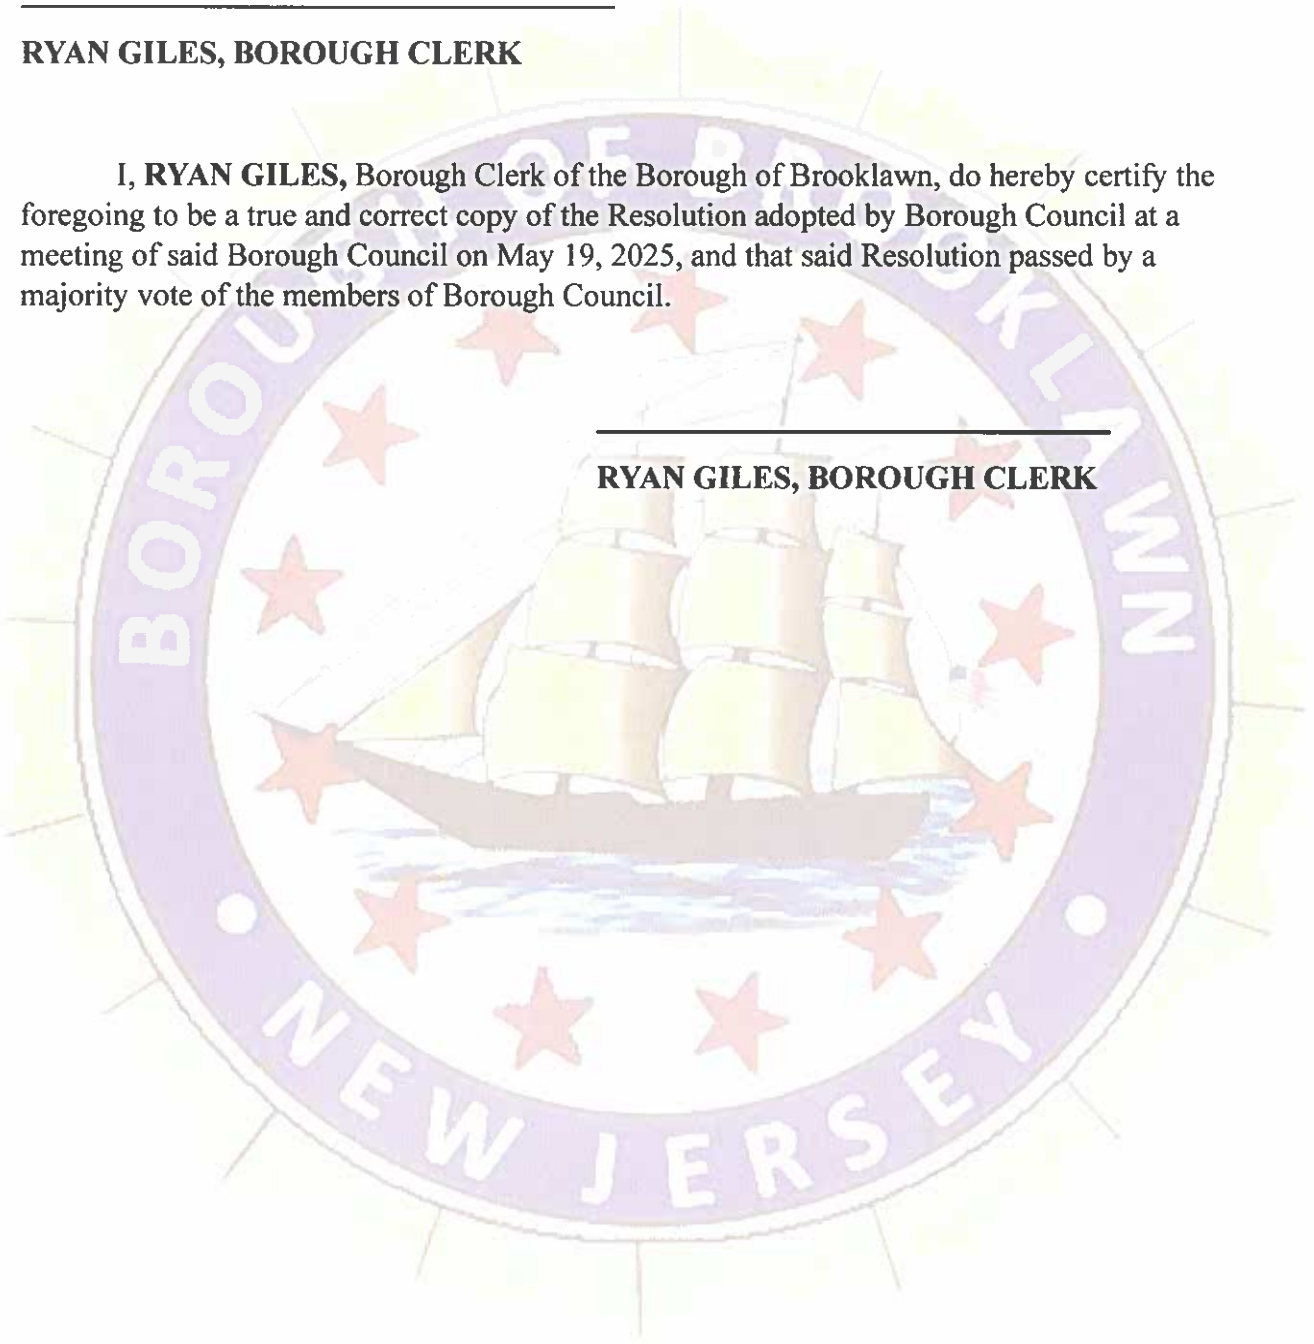 RYAN GILES, BOROUGH CLERK
I, RYAN GILES, Borough Clerk of the Borough of Brooklawn, do hereby certify the
foregoing to be a true and correct copy of the Resolution adopted by Borough Council at a
meeting of said Borough Council on May 19, 2025, and that said Resolution passed by a
majority vote of the members of Borough Council.
RYAN GILES, BOROUGH CLERK
BOROUGH OF BROOKLAWN
NEW JERSEY